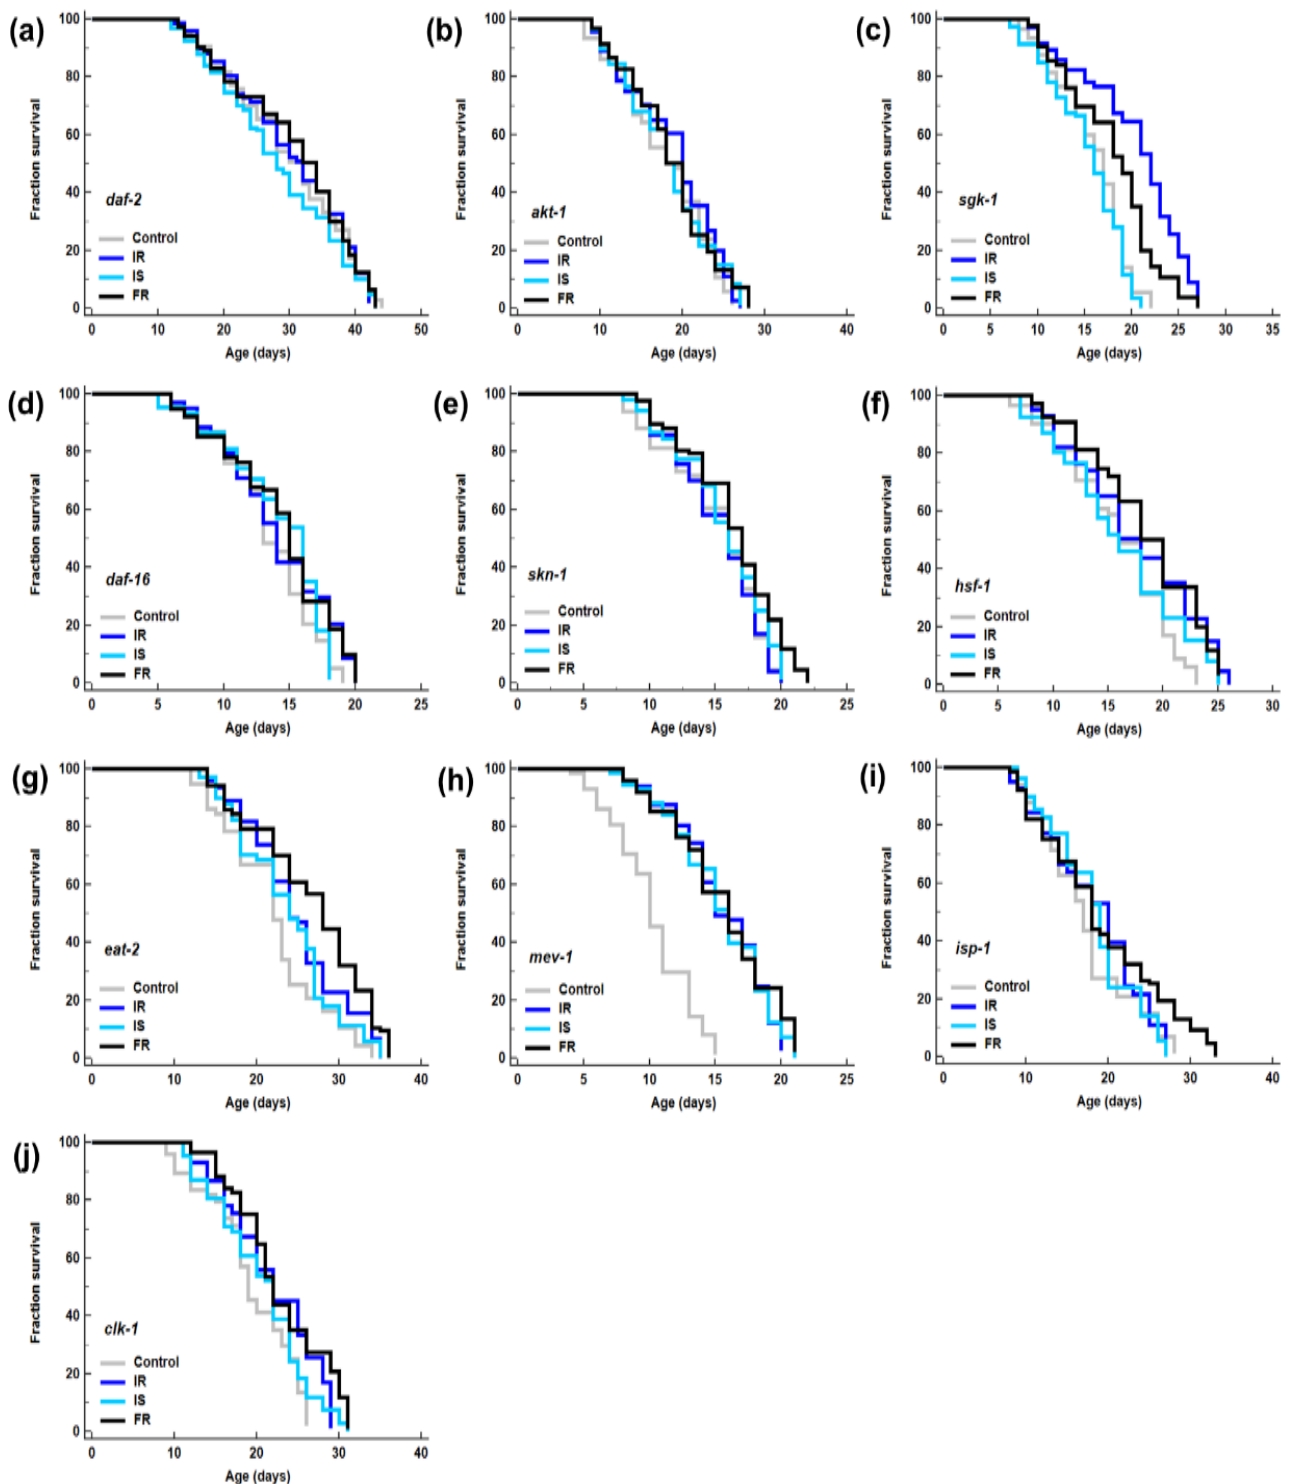 (a)
100
80
60
40
20
0
Fraction survival
daf-2
Control
IR
IS
FR
0 10 20 30 40 50
Age (days)
(b)
100
80
60
40
20
0
Fraction survival
akt-1
Control
IR
IS
FR
0 10 20 30 40
Age (days)
(c)
100
80
60
40
20
0
Fraction survival
sgk-1
Control
IR
IS
FR
0 5 10 15 20 25 30 35
Age (days)
(d)
100
80
60
40
20
0
Fraction survival
daf-16
Control
IR
IS
FR
0 5 10 15 20 25
Age (days)
(e)
100
80
60
40
20
0
Fraction survival
skn-1
Control
IR
IS
FR
0 5 10 15 20 25
Age (days)
(f)
100
80
60
40
20
0
Fraction survival
hsf-1
Control
IR
IS
FR
0 5 10 15 20 25 30
Age (days)
(g)
100
80
60
40
20
0
Fraction survival
eat-2
Control
IR
IS
FR
0 10 20 30 40
Age (days)
(h)
100
80
60
40
20
0
Fraction survival
mev-1
Control
IR
IS
FR
0 5 10 15 20 25
Age (days)
(i)
100
80
60
40
20
0
Fraction survival
isp-1
Control
IR
IS
FR
0 10 20 30 40
Age (days)
(j)
100
80
60
40
20
0
Fraction survival
clk-1
Control
IR
IS
FR
0 10 20 30 40
Age (days)